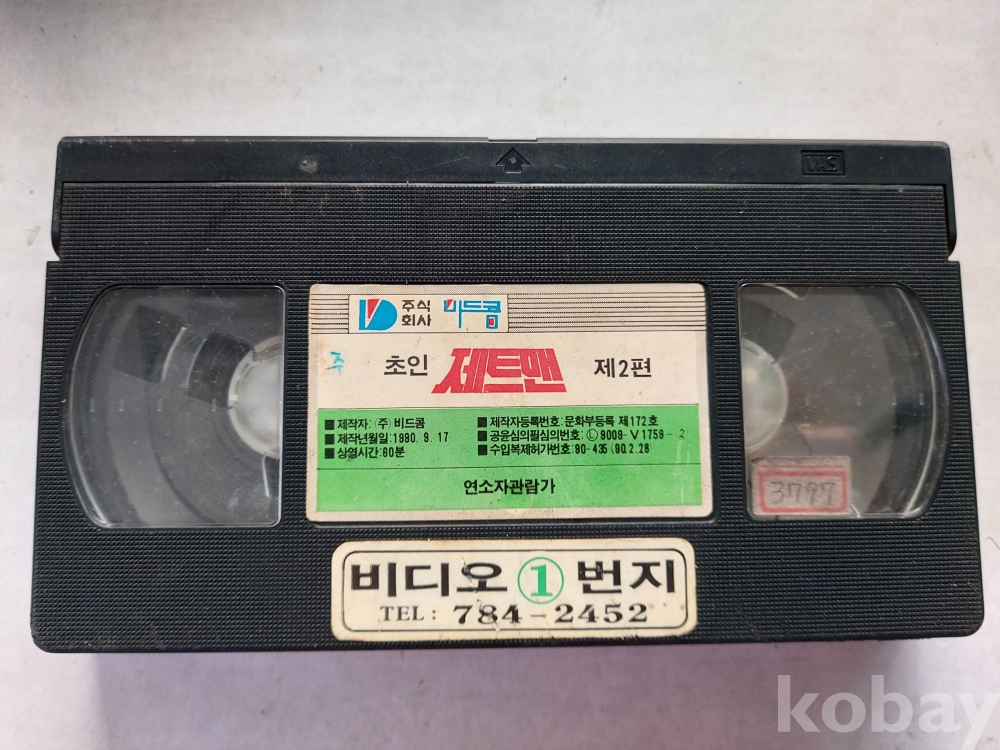 VHS
주식
회사 비드콤
주 초인 제트맨 제2편
■ 제작자: (주) 비드콤
■ 제작년월일: 1990. 9. 17
■ 상영시간: 60분
■ 제작자등록번호: 문화부등록 제172호
■ 공윤심의필심의번호: Ⓛ 9009-V1759-2
■ 수입복제허가번호: 90-435 (90.2.28
연소자관람가
3797
비디오 ① 번지
TEL: 784-2452
kobay